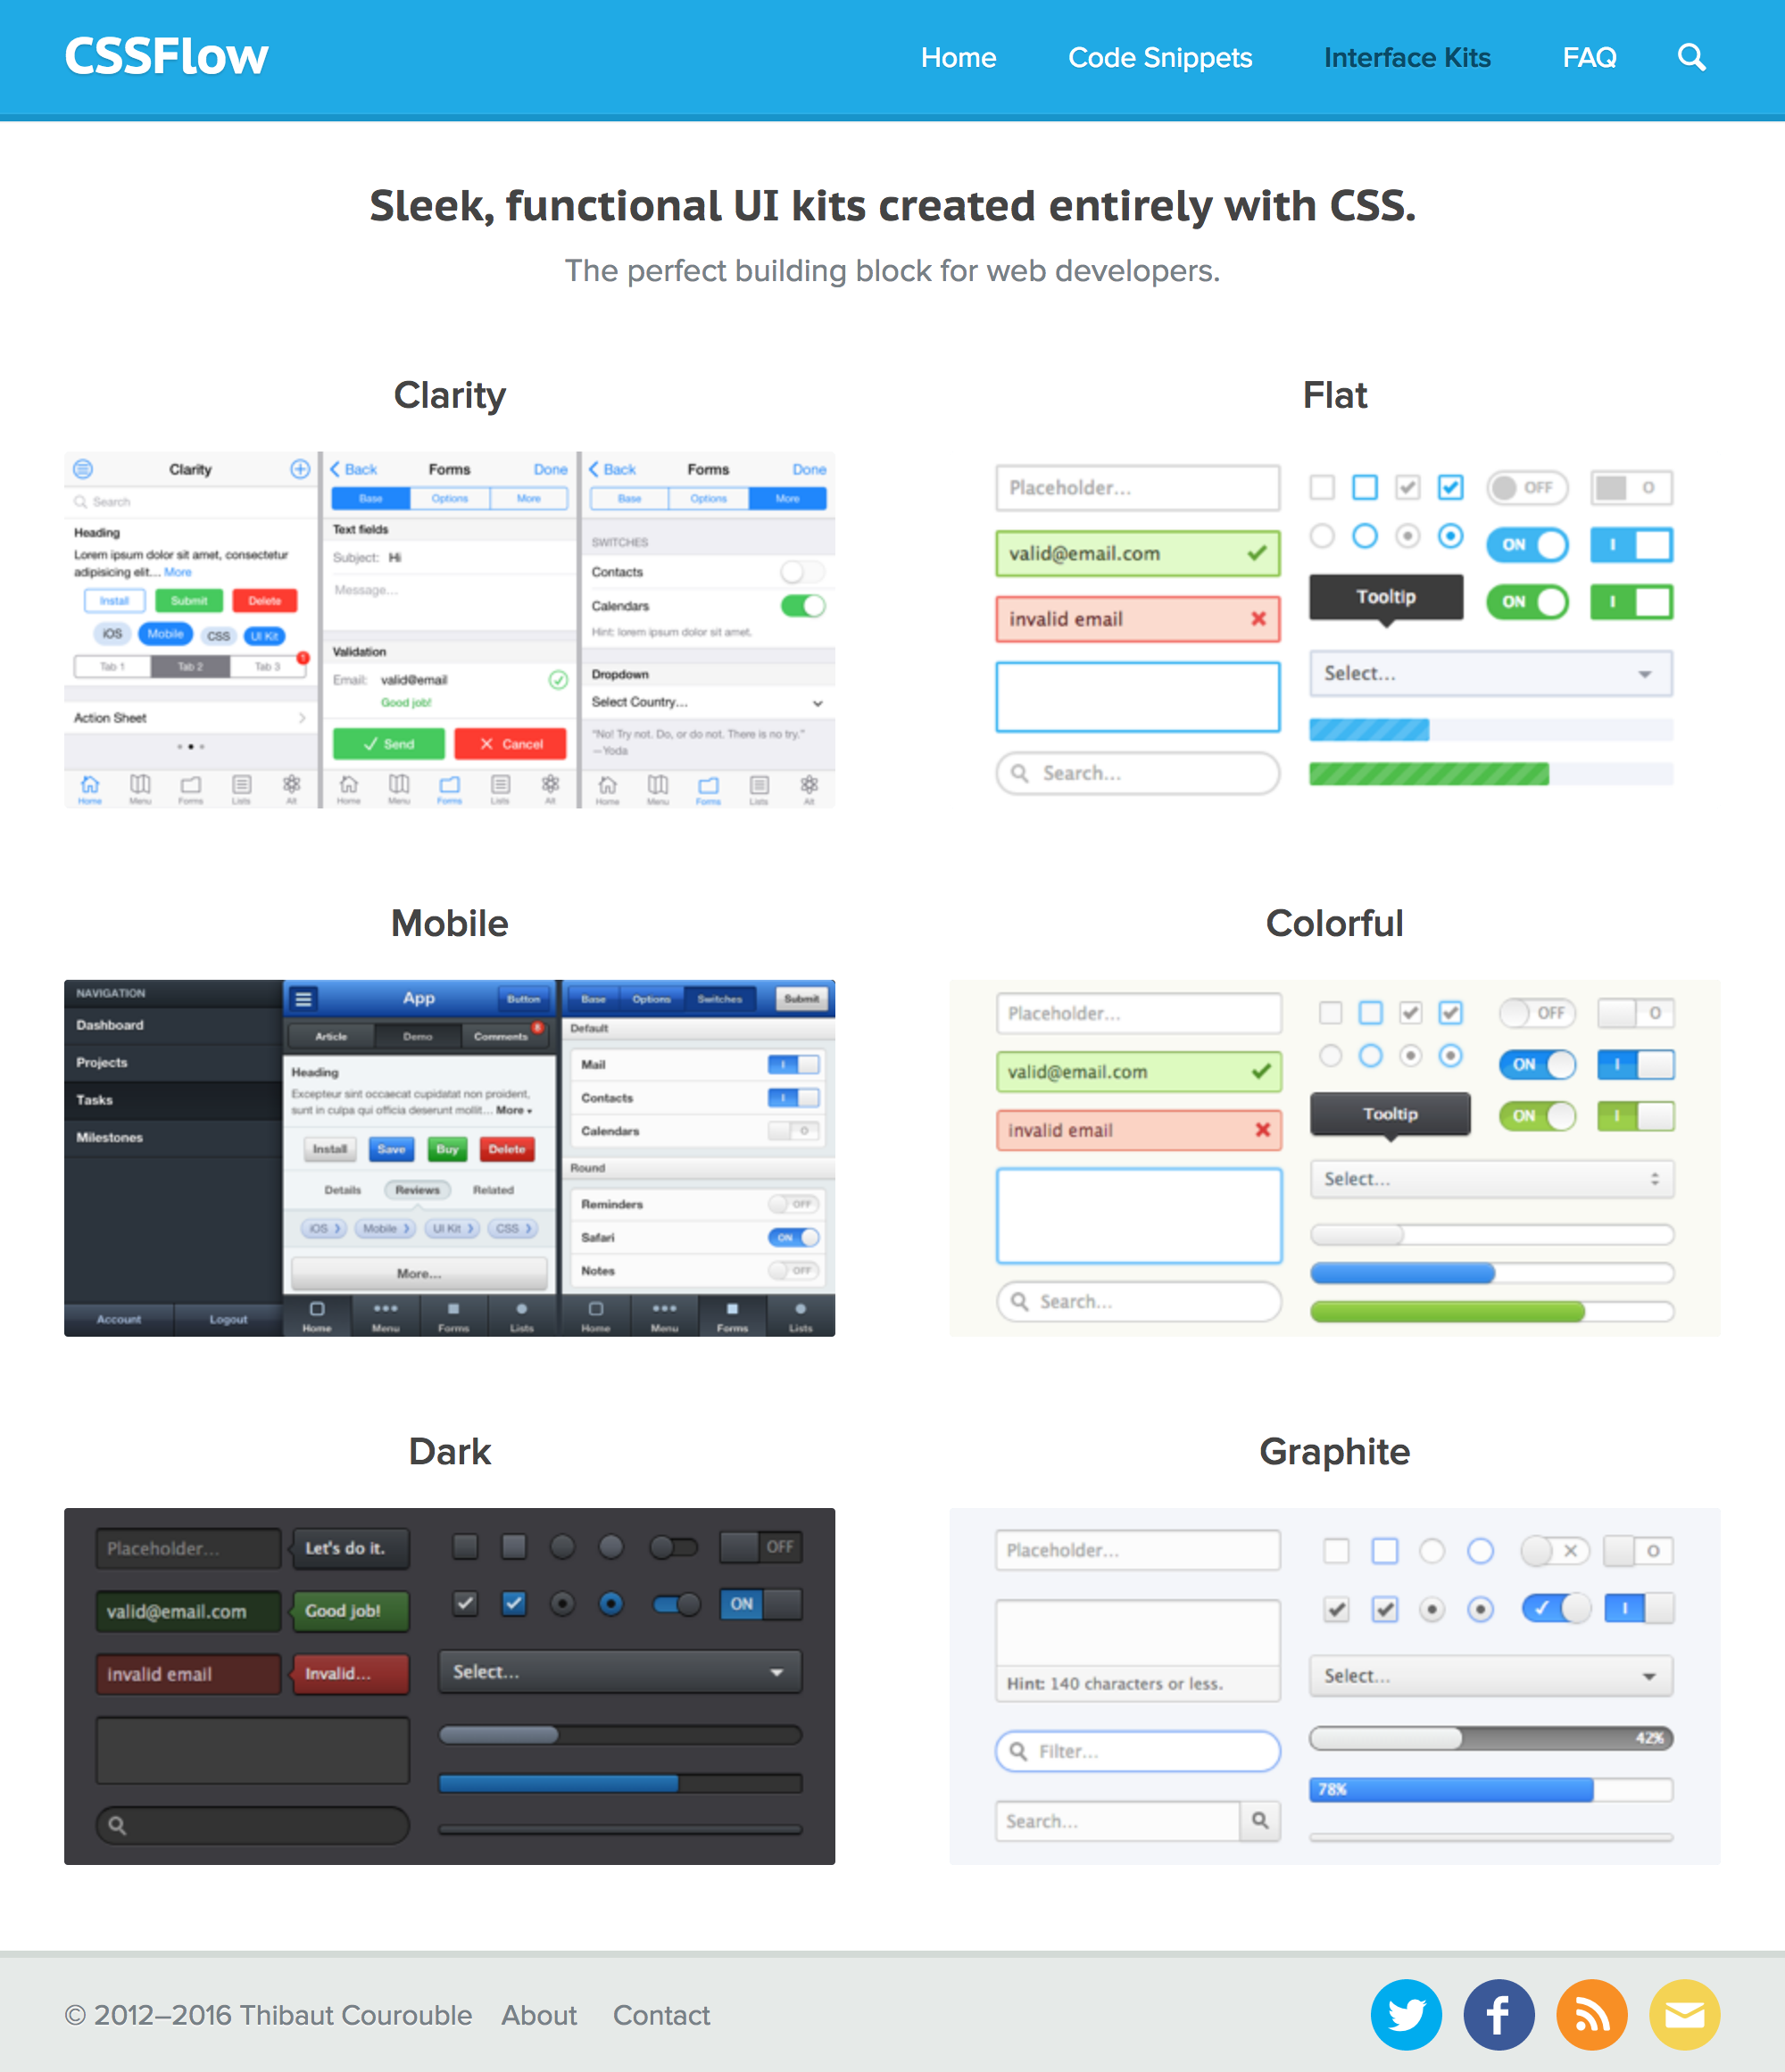 CSSFlow
Home Code Snippets Interface Kits FAQ
Sleek, functional UI kits created entirely with CSS.
The perfect building block for web developers.
Clarity
Clarity
Search
Heading
Lorem ipsum dolor sit amet, consectetur
adipisicing elit... More
Install Submit Delete
iOS Mobile CSS UI Kit
Tab 1 Tab 2 Tab 3 1
Action Sheet
Home Menu Forms Lists Alt
Back Forms Done
Base Options More
Text fields
Subject: Hi
Message...
Validation
Email: valid@email
Good job!
Send Cancel
Home Menu Forms Lists Alt
Back Forms Done
Base Options More
SWITCHES
Contacts
Calendars
Hint: lorem ipsum dolor sit amet.
Dropdown
Select Country...
"No! Try not. Do, or do not. There is no try."
—Yoda
Home Menu Forms Lists Alt
Flat
Placeholder...
valid@email.com
invalid email
Search...
OFF O
ON I
Tooltip
ON I
Select...
Mobile
NAVIGATION
Dashboard
Projects
Tasks
Milestones
Account Logout
App Button
Article Demo Comments 8
Heading
Excepteur sint occaecat cupidatat non proident,
sunt in culpa qui officia deserunt mollit... More
Install Save Buy Delete
Details Reviews Related
iOS Mobile UI Kit CSS
More...
Home Menu Forms Lists
Base Options Switches Submit
Default
Mail I
Contacts I
Calendars O
Round
Reminders OFF
Safari ON
Notes OFF
Home Menu Forms Lists
Colorful
Placeholder...
valid@email.com
invalid email
Search...
OFF O
ON I
Tooltip
ON I
Select...
Dark
Placeholder... Let's do it.
valid@email.com Good job!
invalid email Invalid...
OFF
ON
Select...
Graphite
Placeholder...
Hint: 140 characters or less.
Filter...
Search...
O
I
Select...
42%
78%
© 2012–2016 Thibaut Courouble About Contact